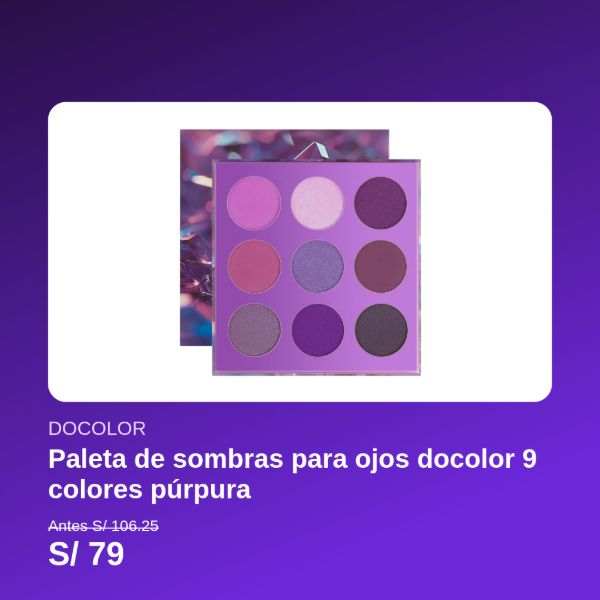 DOCOLOR
Paleta de sombras para ojos docolor 9
colores púrpura
Antes S/ 106.25
S/ 79